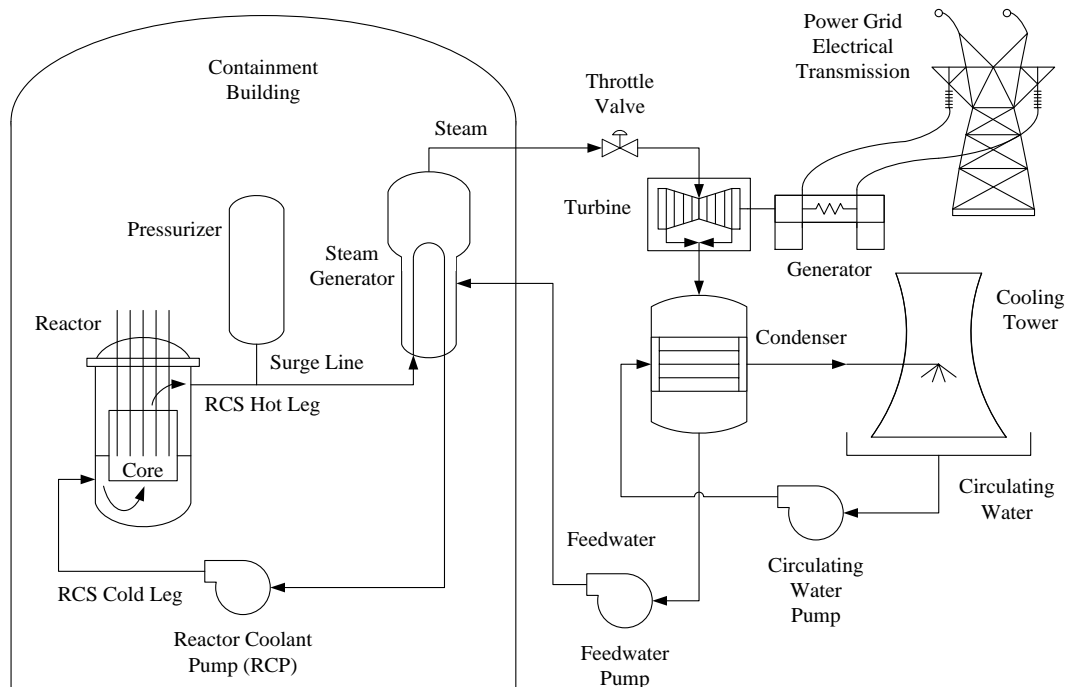 Containment
Building
Steam
Throttle
Valve
Power Grid
Electrical
Transmission
Turbine
Generator
Pressurizer
Steam
Generator
Reactor
Surge Line
RCS Hot Leg
Core
RCS Cold Leg
Reactor Coolant
Pump (RCP)
Condenser
Cooling
Tower
Circulating
Water
Feedwater
Circulating
Water
Pump
Feedwater
Pump